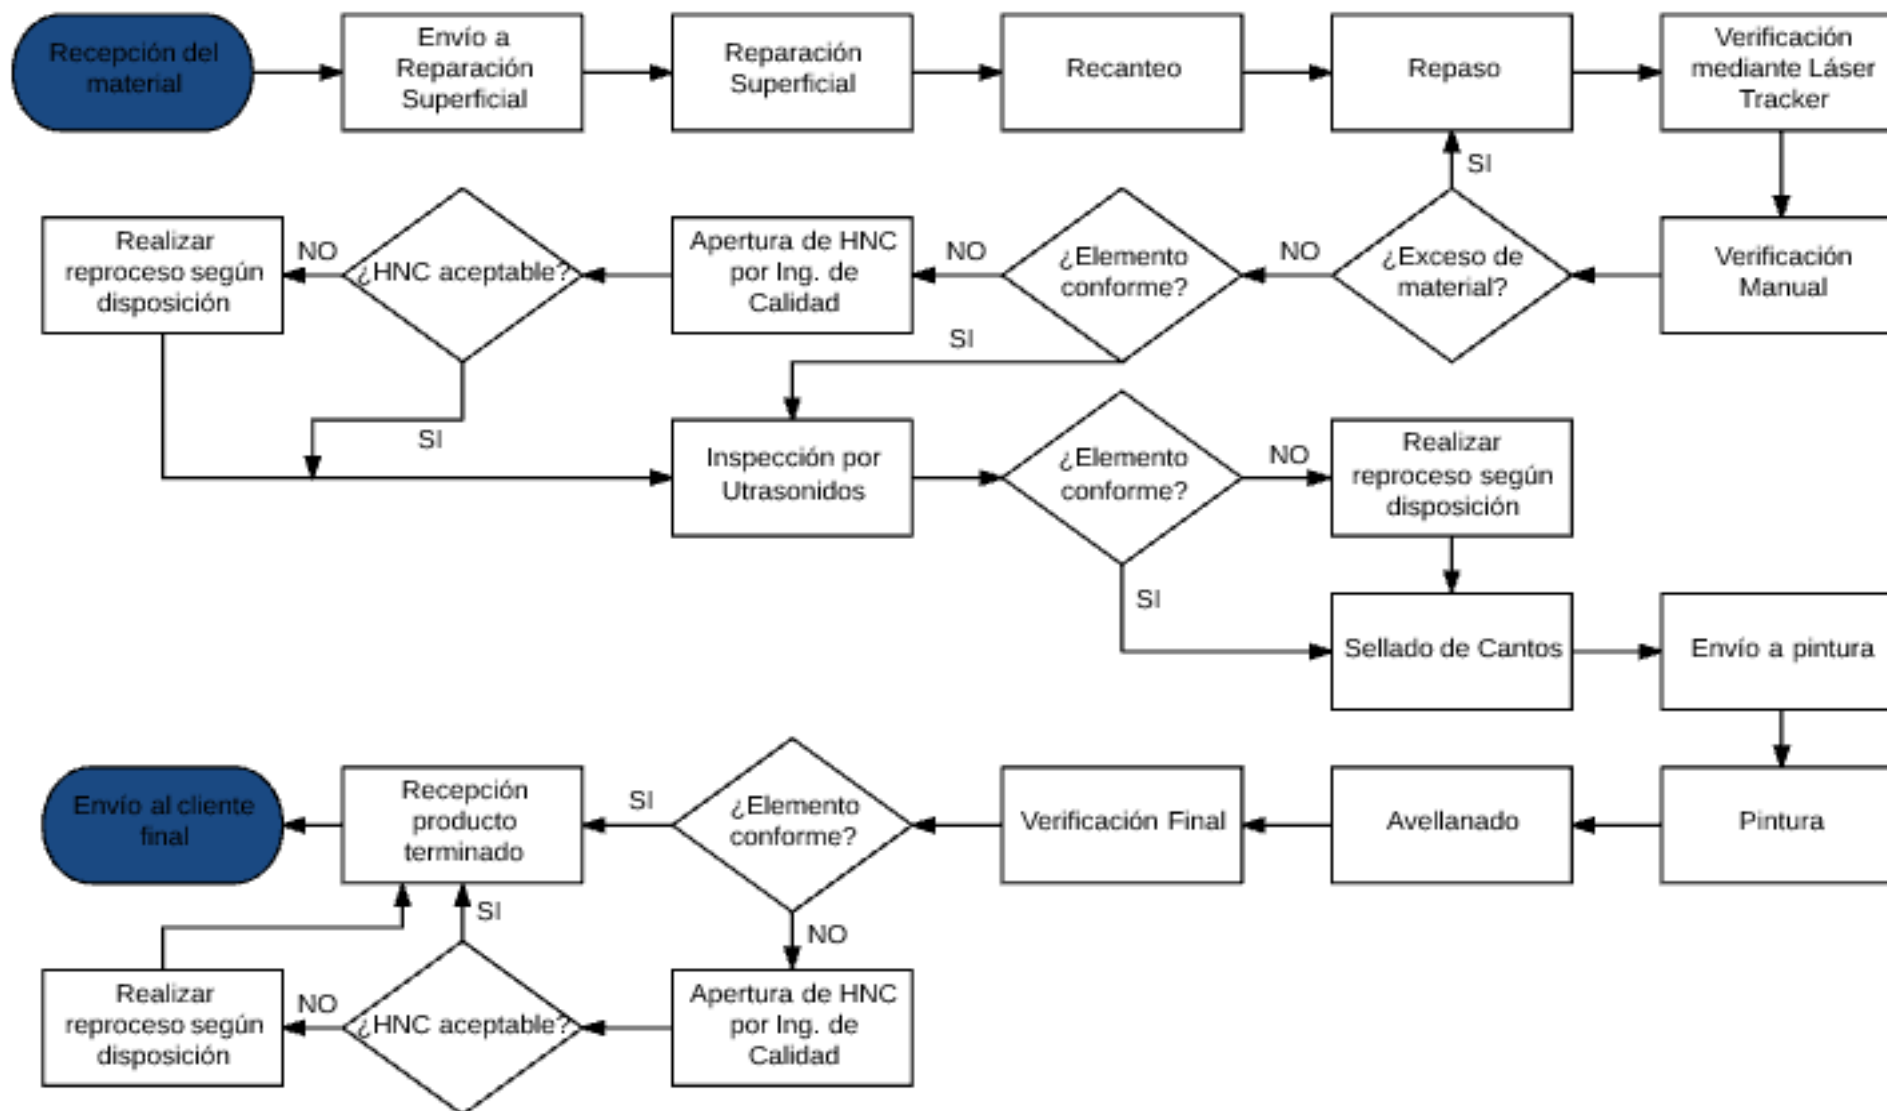 Recepción del
material
Envío a
Reparación
Superficial
Reparación
Superficial
Recanteo
Repaso
Verificación
mediante Láser
Tracker
SI
Realizar
reproceso según
disposición
NO
¿HNC aceptable?
Apertura de HNC
por Ing. de
Calidad
NO
¿Elemento
conforme?
NO
¿Exceso de
material?
Verificación
Manual
SI
SI
Inspección por
Utrasonidos
¿Elemento
conforme?
NO
Realizar
reproceso según
disposición
SI
Sellado de Cantos
Envío a pintura
Envío al cliente
final
Recepción
producto
terminado
SI
¿Elemento
conforme?
Verificación Final
Avellanado
Pintura
SI
NO
Realizar
reproceso según
disposición
NO
¿HNC aceptable?
Apertura de HNC
por Ing. de
Calidad